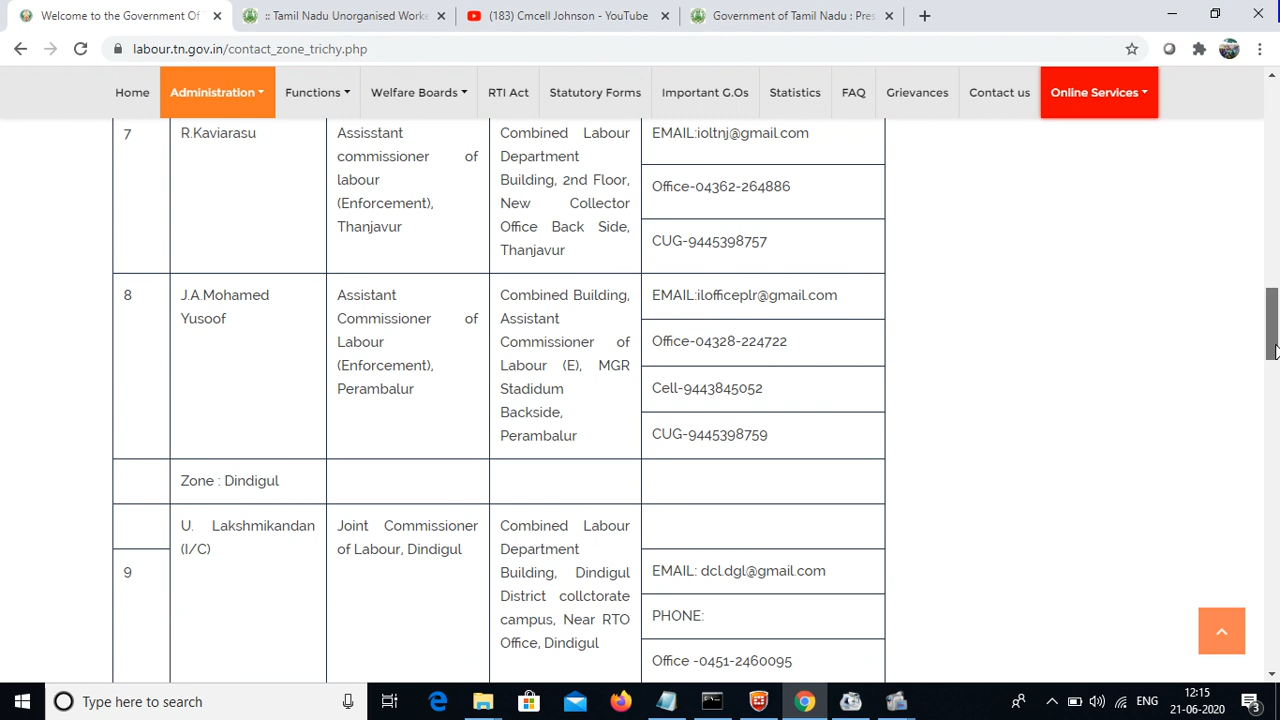 Welcome to the Government Of T
:: Tamil Nadu Unorganised Worke
(183) Cmcell Johnson - YouTube
Government of Tamil Nadu : Pres
labour.tn.gov.in/contact_zone_trichy.php
Home
Administration
Functions
Welfare Boards
RTI Act
Statutory Forms
Important G.Os
Statistics
FAQ
Grievances
Contact us
Online Services
7
R.Kaviarasu
Assisstant
commissioner of
labour
(Enforcement),
Thanjavur
Combined Labour
Department
Building, 2nd Floor,
New Collector
Office Back Side,
Thanjavur
EMAIL:ioltnj@gmail.com
Office-04362-264886
CUG-9445398757
8
J.A.Mohamed
Yusoof
Assistant
Commissioner of
Labour
(Enforcement),
Perambalur
Combined Building,
Assistant
Commissioner of
Labour (E), MGR
Stadidum
Backside,
Perambalur
EMAIL:ilofficeplr@gmail.com
Office-04328-224722
Cell-9443845052
CUG-9445398759
Zone : Dindigul
9
U. Lakshmikandan
(I/C)
Joint Commissioner
of Labour, Dindigul
Combined Labour
Department
Building, Dindigul
District collctorate
campus, Near RTO
Office, Dindigul
EMAIL: dcl.dgl@gmail.com
PHONE:
Office -0451-2460095
Type here to search
ENG
12:15
21-06-2020
3